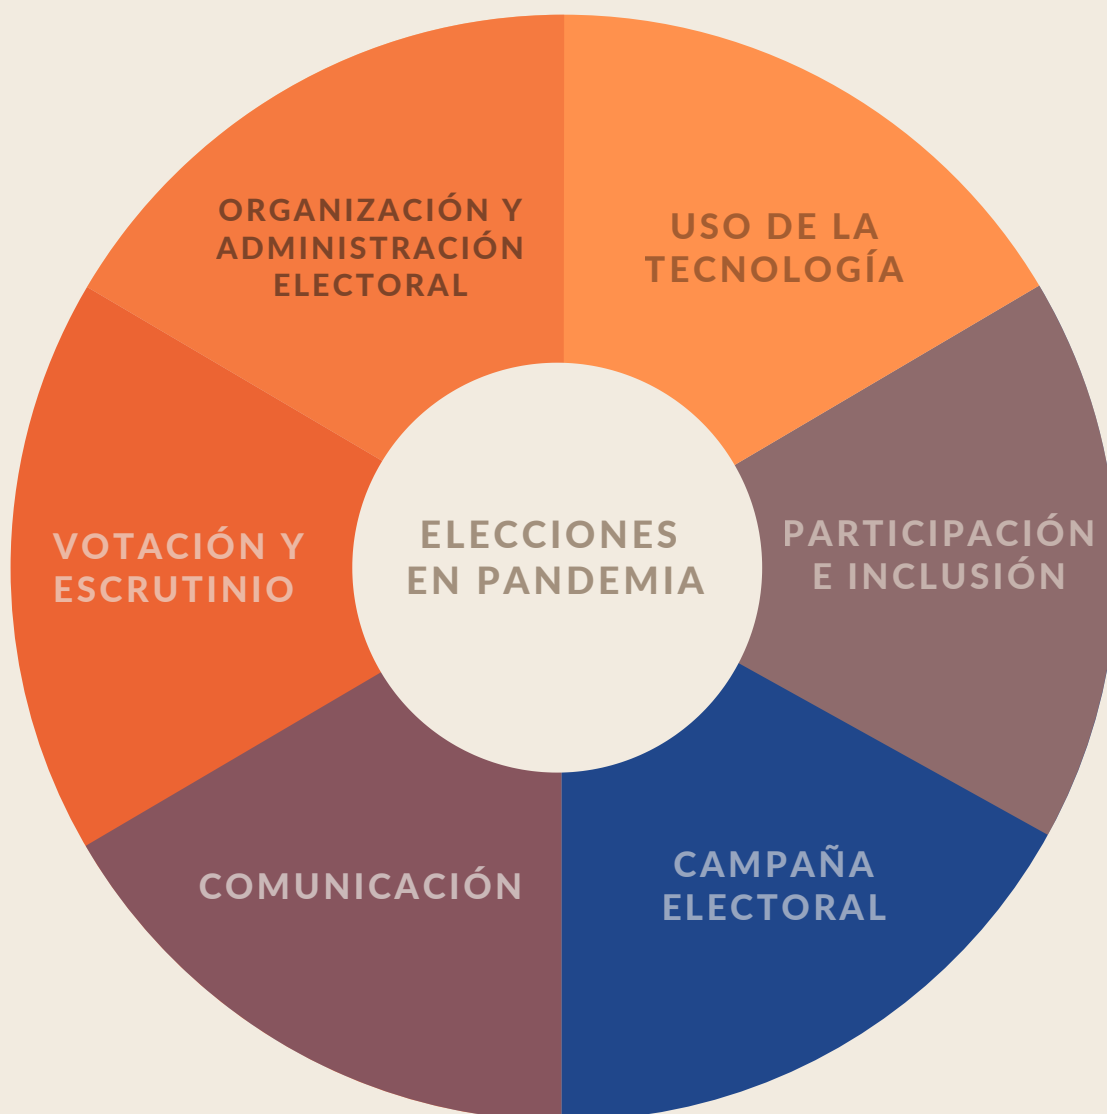 ORGANIZACIÓN Y
ADMINISTRACIÓN
ELECTORAL
USO DE LA
TECNOLOGÍA
VOTACIÓN Y
ESCRUTINIO
ELECCIONES
EN PANDEMIA
PARTICIPACIÓN
E INCLUSIÓN
COMUNICACIÓN
CAMPAÑA
ELECTORAL